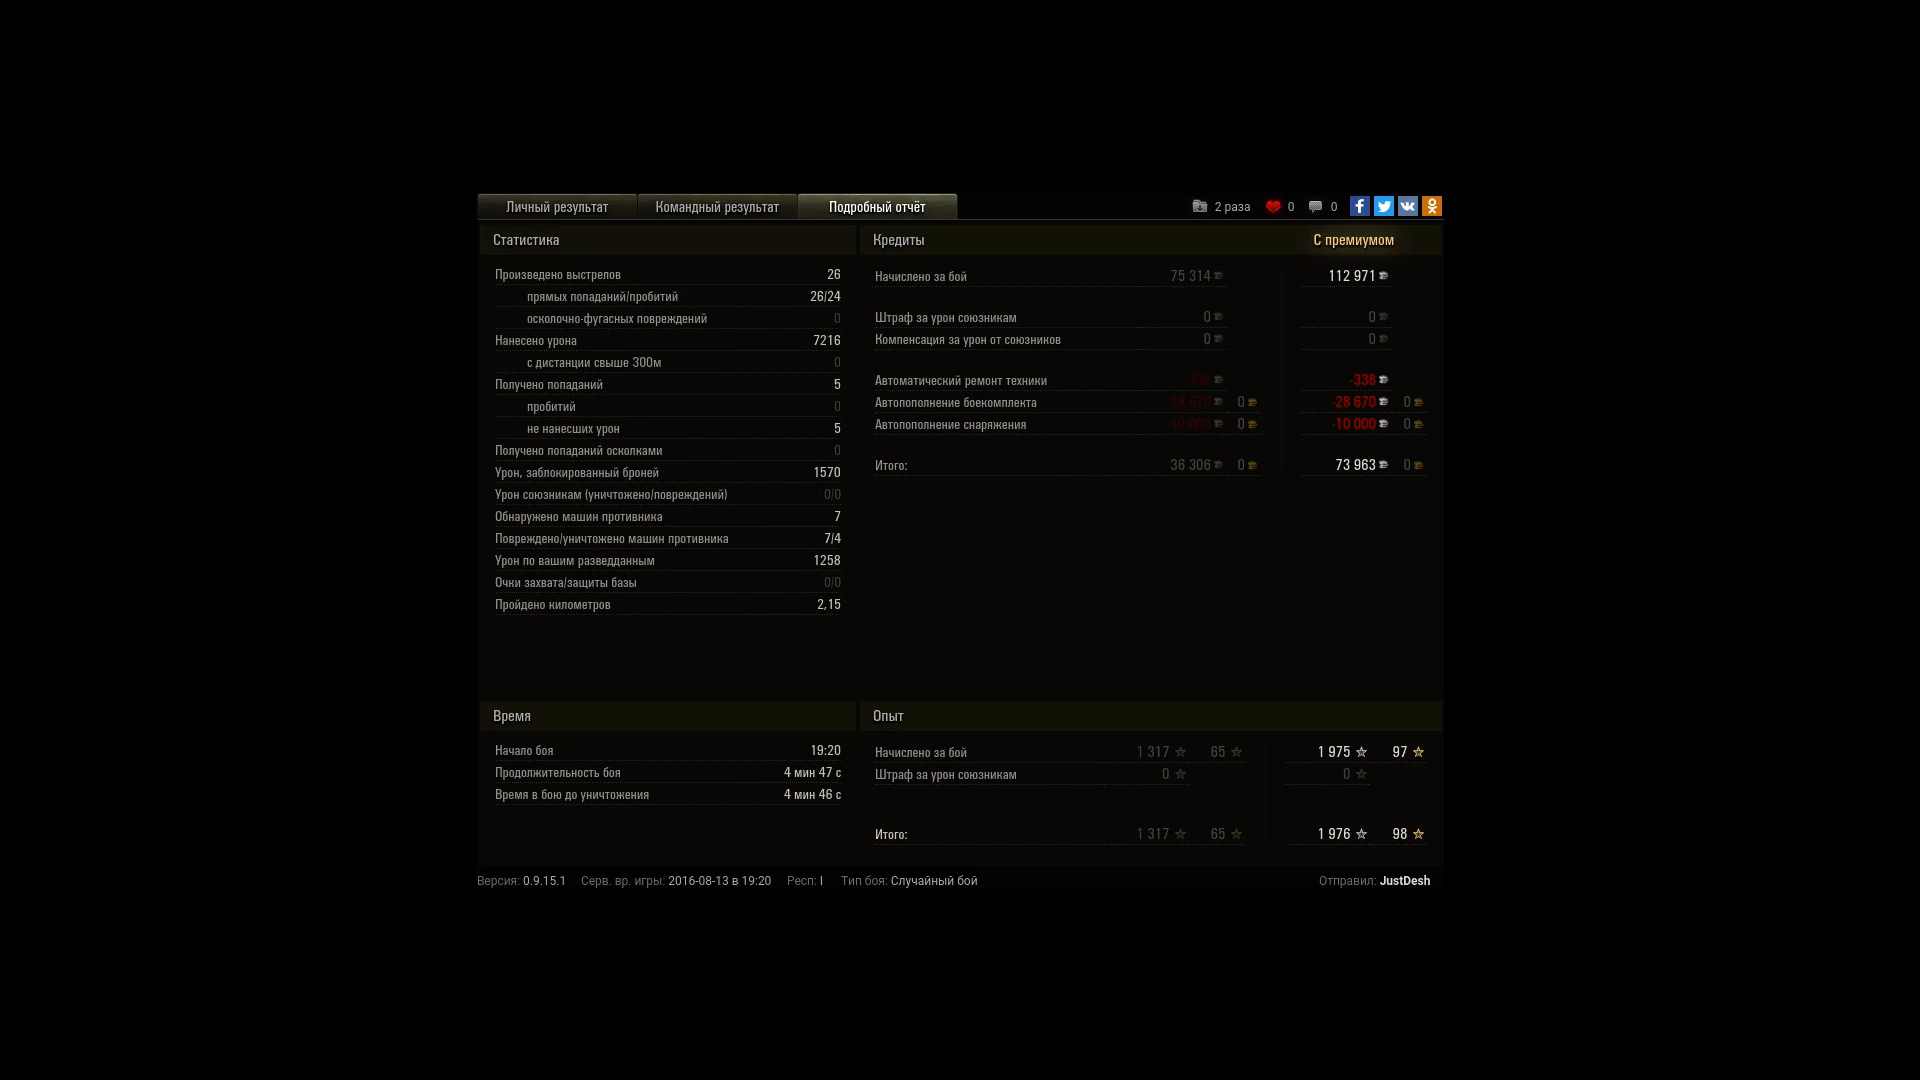 Личный результат Командный результат Подробный отчёт 2 раза 0 0
Статистика
Произведено выстрелов 26
прямых попаданий/пробитий 26/24
осколочно-фугасных повреждений 0
Нанесено урона 7216
с дистанции свыше 300м 0
Получено попаданий 5
пробитий 0
не нанесших урон 5
Получено попаданий осколками 0
Урон, заблокированный броней 1570
Урон союзникам (уничтожено/повреждений) 0/0
Обнаружено машин противника 7
Повреждено/уничтожено машин противника 7/4
Урон по вашим разведданным 1258
Очки захвата/защиты базы 0/0
Пройдено километров 2,15
Кредиты С премиумом
Начислено за бой 75 314 112 971
Штраф за урон союзникам 0 0
Компенсация за урон от союзников 0 0
Автоматический ремонт техники -338 -338
Автопополнение боекомплекта -28 670 0 -28 670 0
Автопополнение снаряжения -10 000 0 -10 000 0
Итого: 36 306 0 73 963 0
Время
Начало боя 19:20
Продолжительность боя 4 мин 47 с
Время в бою до уничтожения 4 мин 46 с
Опыт
Начислено за бой 1 317 65 1 975 97
Штраф за урон союзникам 0 0
Итого: 1 317 65 1 976 98
Версия: 0.9.15.1 Серв. вр. игры: 2016-08-13 в 19:20 Респ: I Тип боя: Случайный бой Отправил: JustDesh